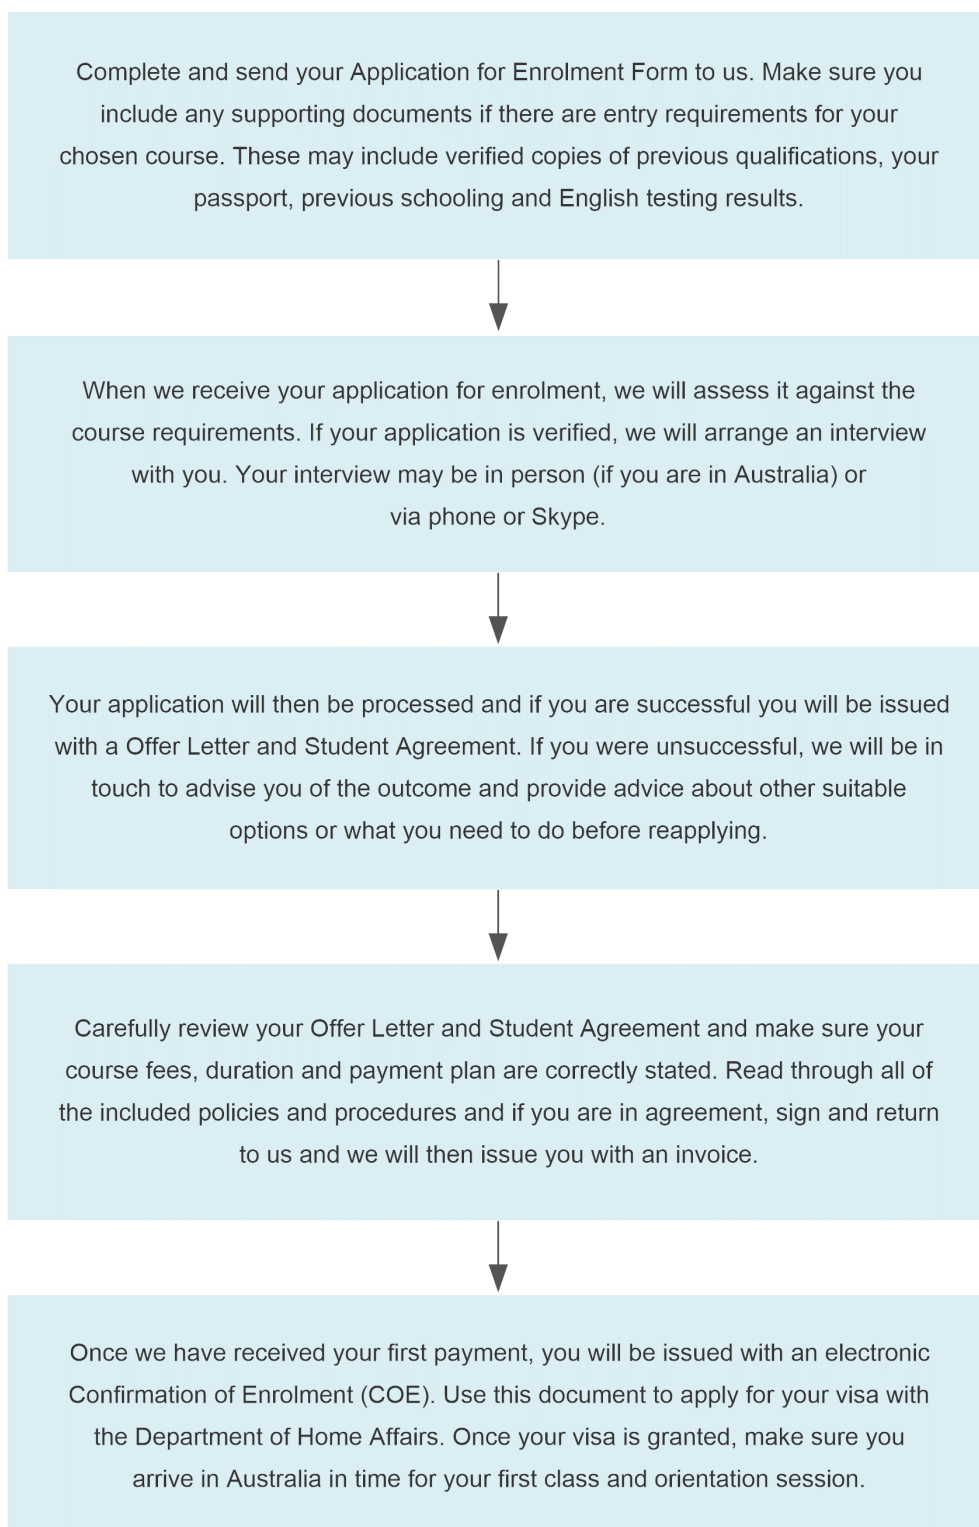 Complete and send your Application for Enrolment Form to us. Make sure you
include any supporting documents if there are entry requirements for your
chosen course. These may include verified copies of previous qualifications, your
passport, previous schooling and English testing results.
When we receive your application for enrolment, we will assess it against the
course requirements. If your application is verified, we will arrange an interview
with you. Your interview may be in person (if you are in Australia) or
via phone or Skype.
Your application will then be processed and if you are successful you will be issued
with a Offer Letter and Student Agreement. If you were unsuccessful, we will be in
touch to advise you of the outcome and provide advice about other suitable
options or what you need to do before reapplying.
Carefully review your Offer Letter and Student Agreement and make sure your
course fees, duration and payment plan are correctly stated. Read through all of
the included policies and procedures and if you are in agreement, sign and return
to us and we will then issue you with an invoice.
Once we have received your first payment, you will be issued with an electronic
Confirmation of Enrolment (COE). Use this document to apply for your visa with
the Department of Home Affairs. Once your visa is granted, make sure you
arrive in Australia in time for your first class and orientation session.